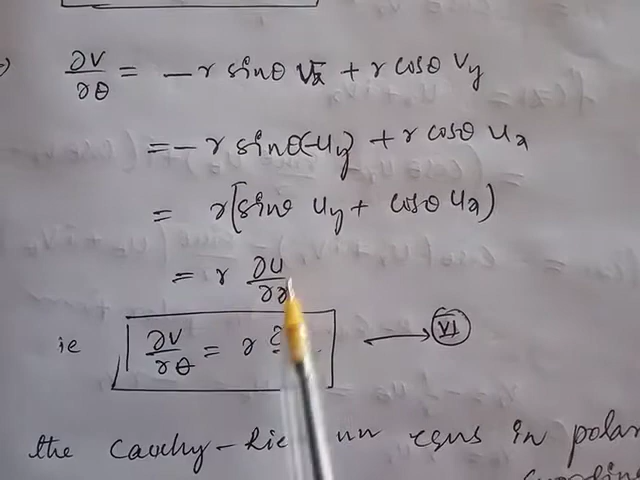 ∂V/∂θ = -r sinθ Vx + r cosθ Vy
= - r sinθ(-uy) + r cosθ ux
= r(sinθ uy + cosθ ux)
= r ∂u/∂r
ie ∂V/∂θ = r → VI
the Cauchy-Rie nn eqns in polar